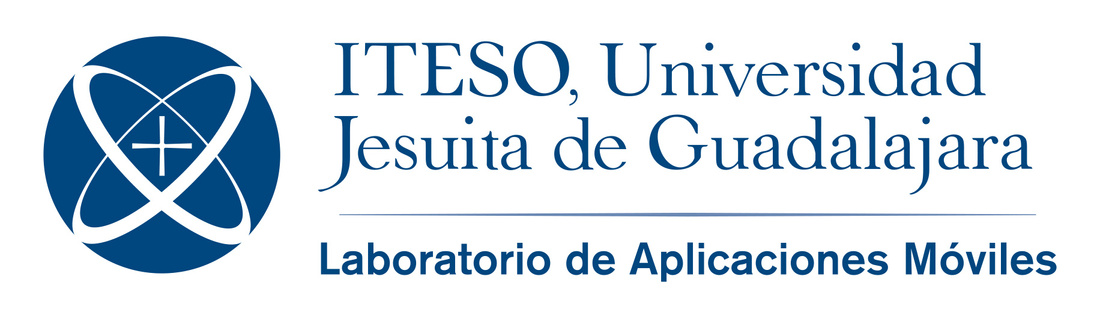 ITESO, Universidad
Jesuita de Guadalajara
Laboratorio de Aplicaciones Móviles